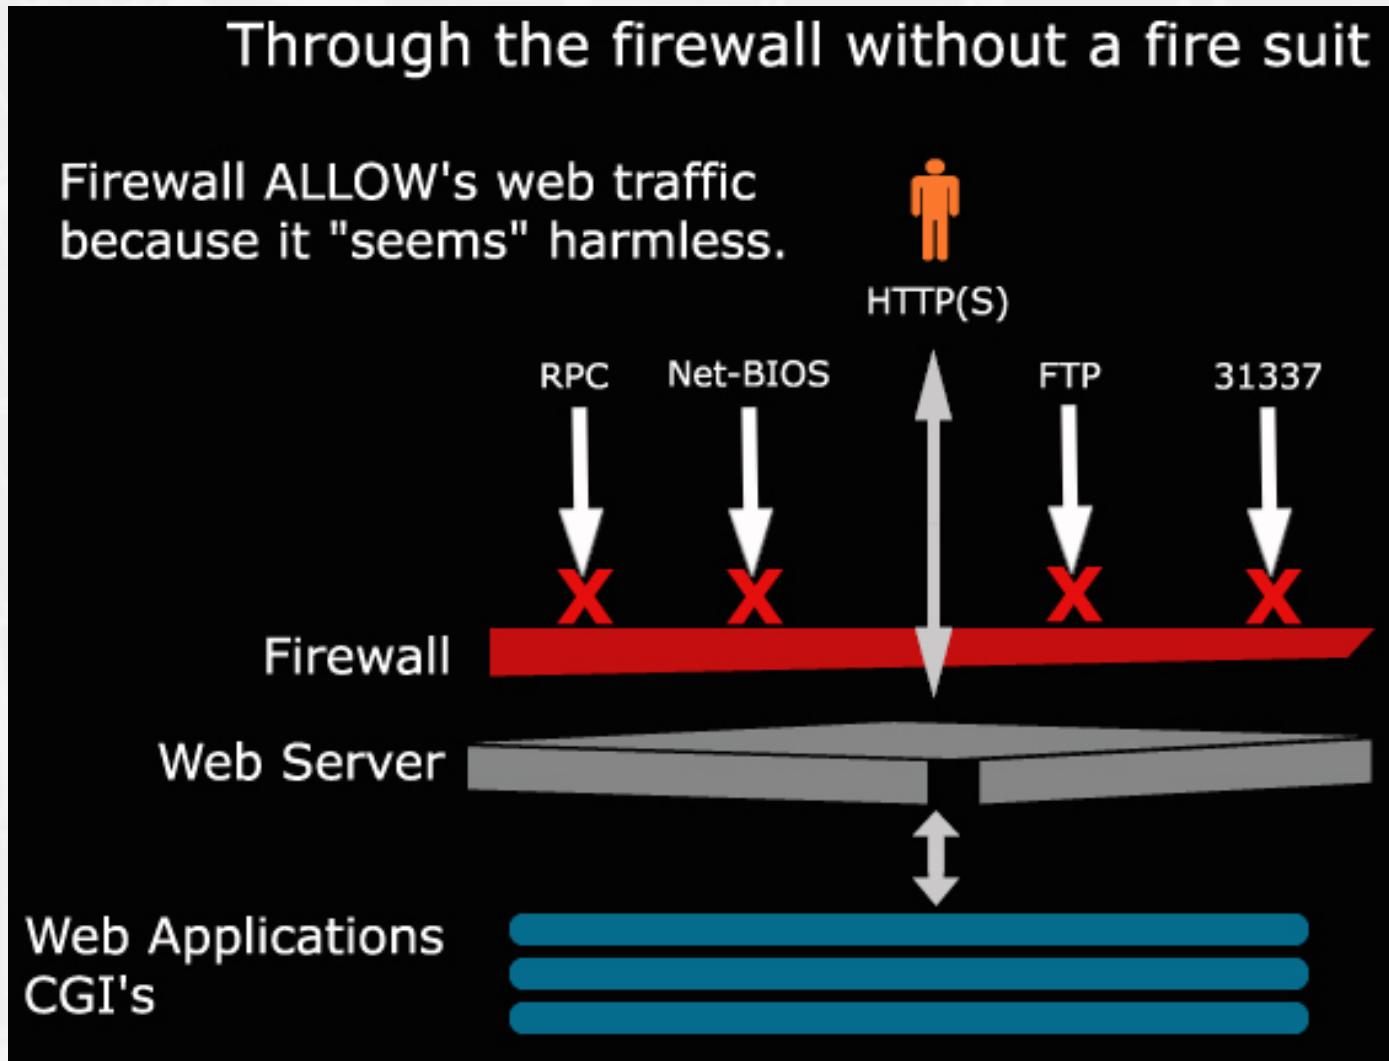 Through the firewall without a fire suit
Firewall ALLOW's web traffic
because it "seems" harmless.
HTTP(S)
RPC
Net-BIOS
FTP
31337
X
X
X
X
Firewall
Web Server
Web Applications
CGI's